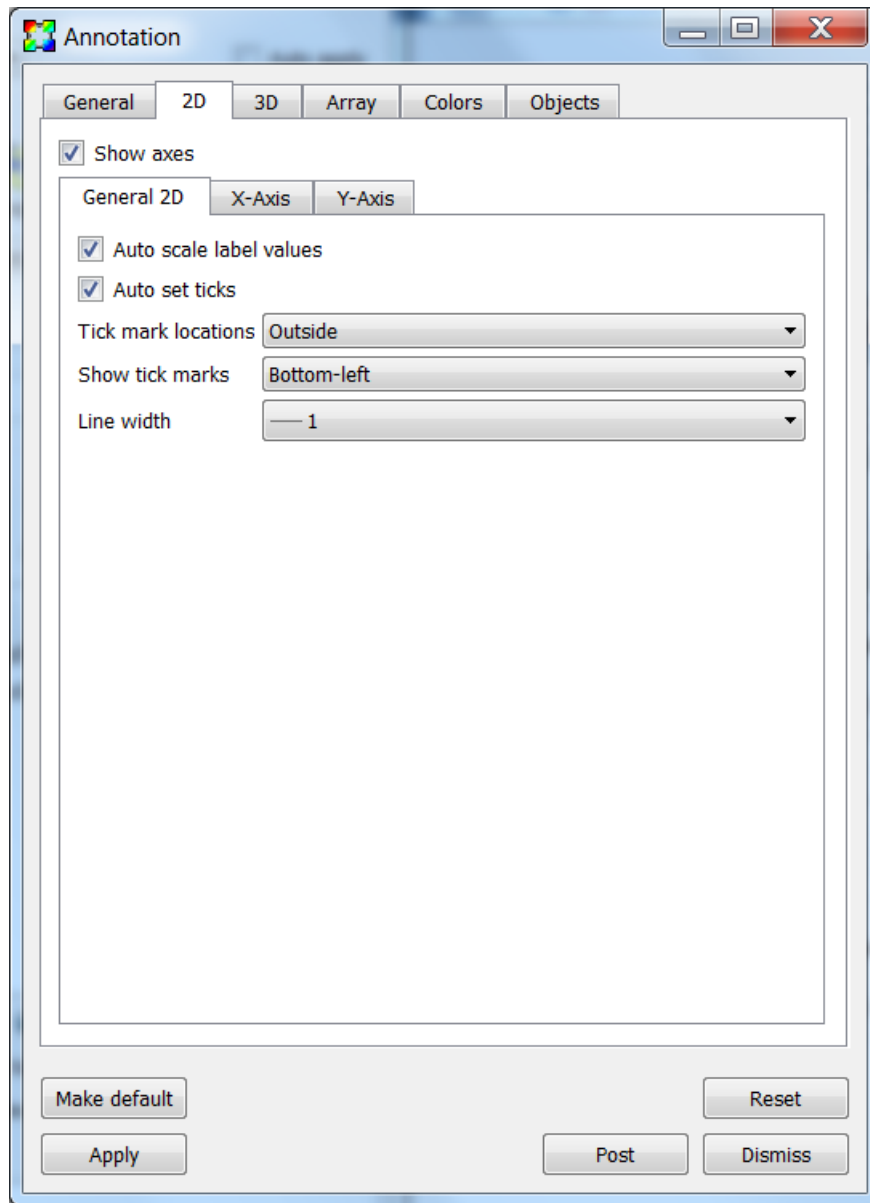 Annotation
General 2D 3D Array Colors Objects
Show axes
General 2D X-Axis Y-Axis
Auto scale label values
Auto set ticks
Tick mark locations Outside
Show tick marks Bottom-left
Line width 1
Make default Reset
Apply Post Dismiss